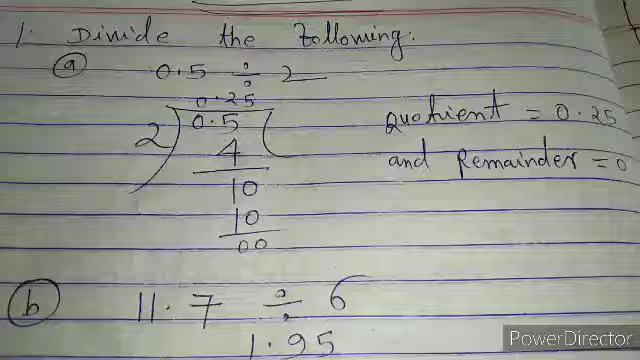 1. Divide the following.
(a) 0.5 ÷ 2
0.25
2) 0.5 (
4
10
10
00
quotient = 0.25
and remainder = 0
(b) 11.7 ÷ 6
1.95
PowerDirector